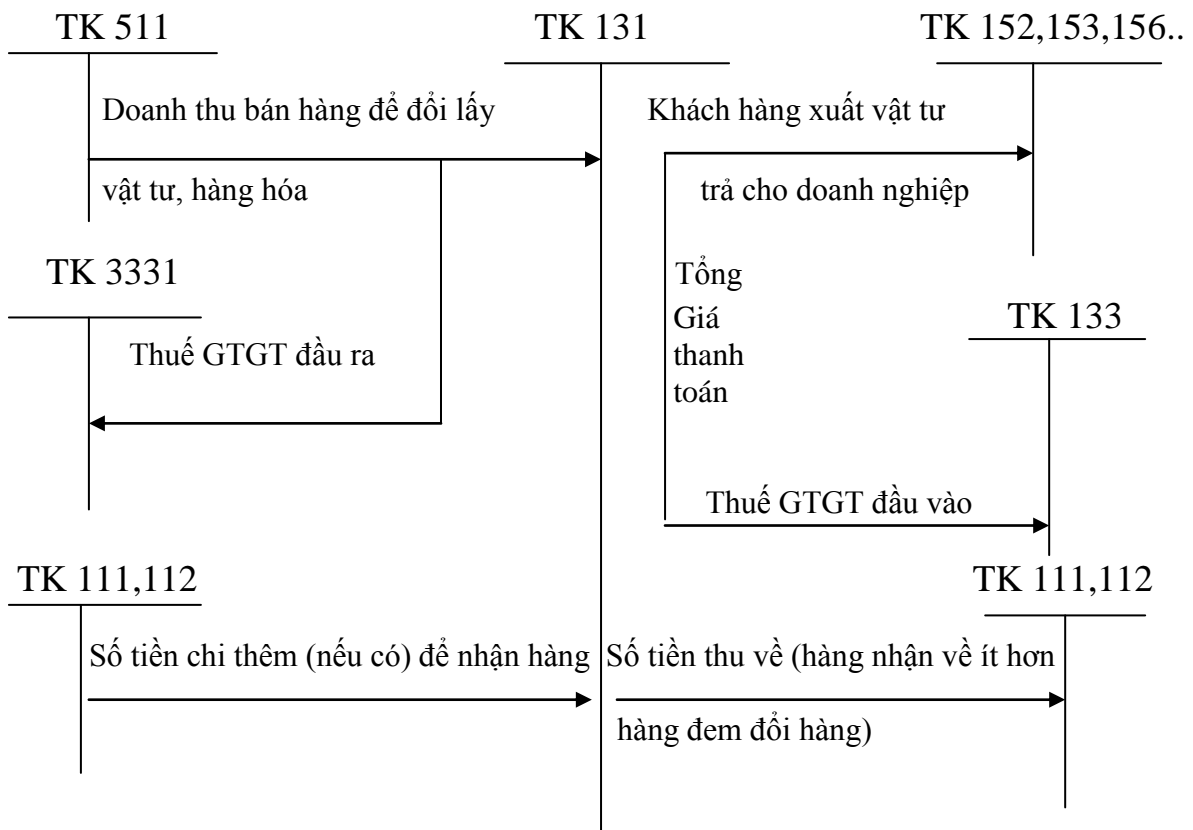 TK 511
TK 131
TK 152,153,156..
Doanh thu bán hàng để đổi lấy
vật tư, hàng hóa
Khách hàng xuất vật tư
trả cho doanh nghiệp
TK 3331
Thuế GTGT đầu ra
Tổng
Giá
thanh
toán
TK 133
Thuế GTGT đầu vào
TK 111,112
TK 111,112
Số tiền chi thêm (nếu có) để nhận hàng
Số tiền thu về (hàng nhận về ít hơn
hàng đem đổi hàng)